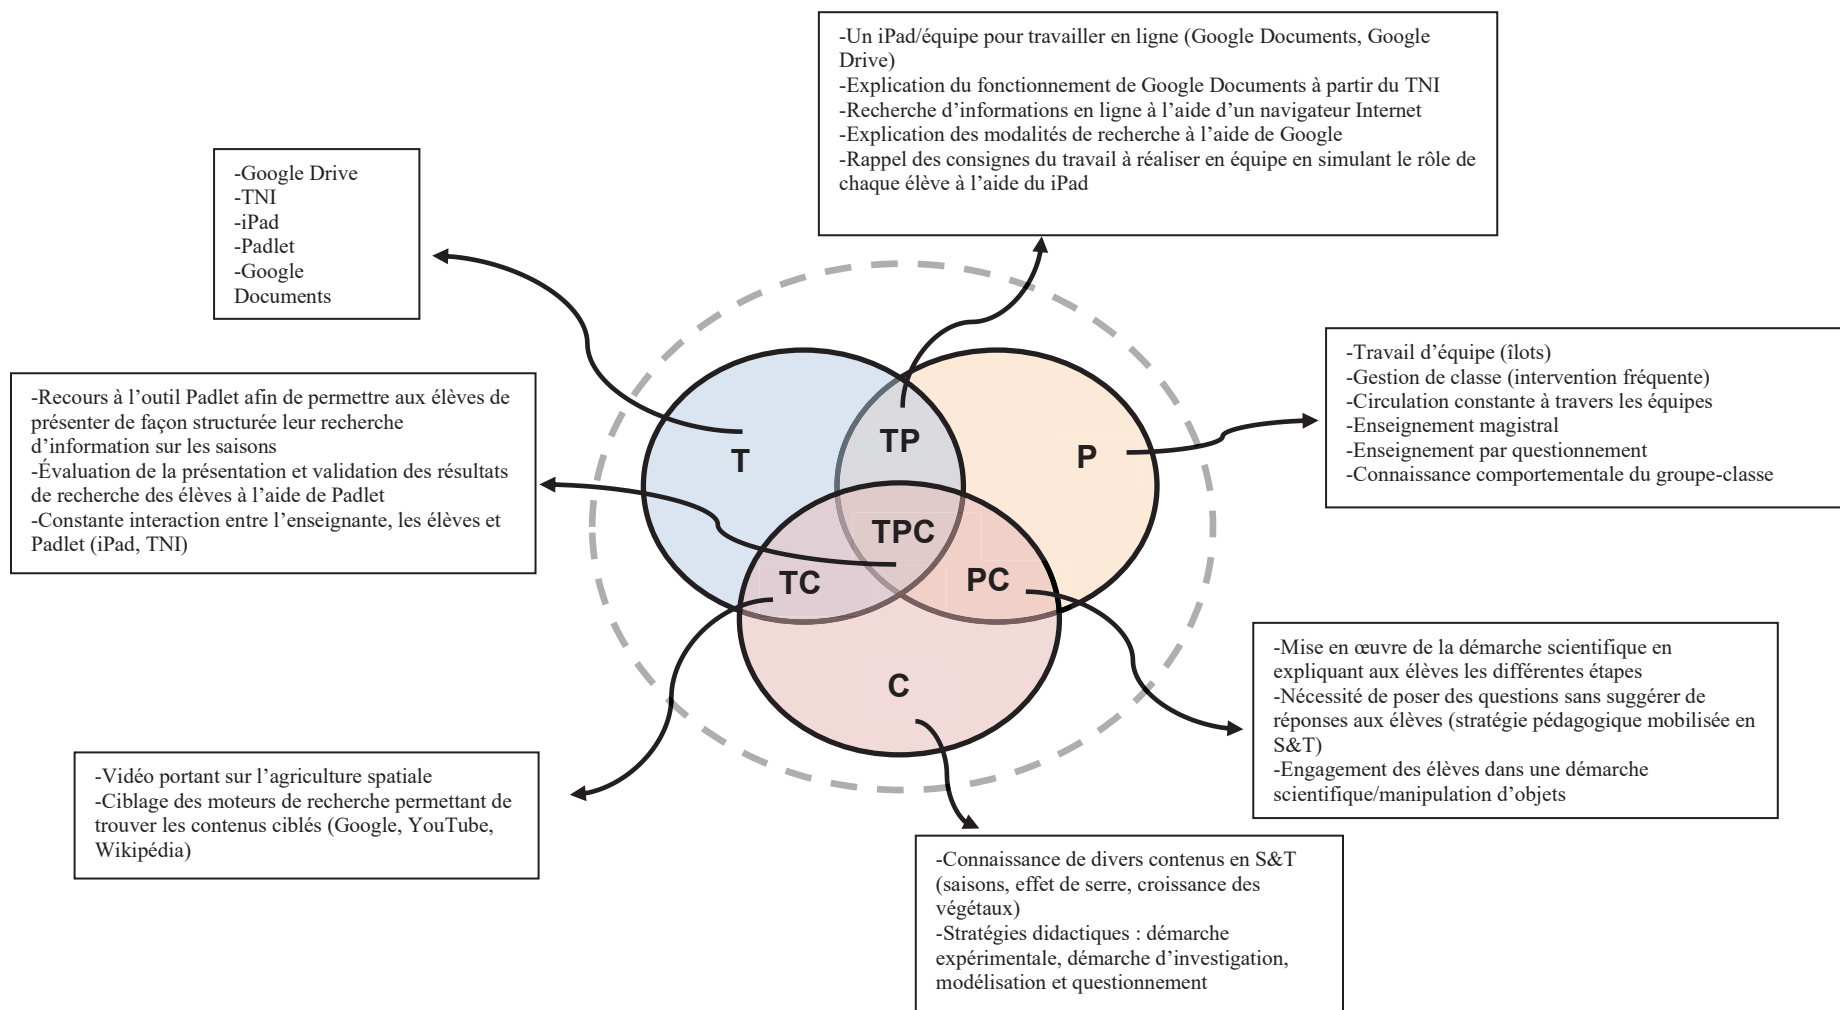 -Un iPad/équipe pour travailler en ligne (Google Documents, Google
Drive)
-Explication du fonctionnement de Google Documents à partir du TNI
-Recherche d’informations en ligne à l’aide d’un navigateur Internet
-Explication des modalités de recherche à l’aide de Google
-Rappel des consignes du travail à réaliser en équipe en simulant le rôle de
chaque élève à l’aide du iPad
-Google Drive
-TNI
-iPad
-Padlet
-Google
Documents
-Travail d’équipe (îlots)
-Gestion de classe (intervention fréquente)
-Circulation constante à travers les équipes
-Enseignement magistral
-Enseignement par questionnement
-Connaissance comportementale du groupe-classe
-Recours à l’outil Padlet afin de permettre aux élèves de
présenter de façon structurée leur recherche
d’information sur les saisons
-Évaluation de la présentation et validation des résultats
de recherche des élèves à l’aide de Padlet
-Constante interaction entre l’enseignante, les élèves et
Padlet (iPad, TNI)
T
TP
P
TPC
TC
PC
C
-Mise en œuvre de la démarche scientifique en
expliquant aux élèves les différentes étapes
-Nécessité de poser des questions sans suggérer de
réponses aux élèves (stratégie pédagogique mobilisée en
S&T)
-Engagement des élèves dans une démarche
scientifique/manipulation d’objets
-Vidéo portant sur l’agriculture spatiale
-Ciblage des moteurs de recherche permettant de
trouver les contenus ciblés (Google, YouTube,
Wikipédia)
-Connaissance de divers contenus en S&T
(saisons, effet de serre, croissance des
végétaux)
-Stratégies didactiques : démarche
expérimentale, démarche d’investigation,
modélisation et questionnement